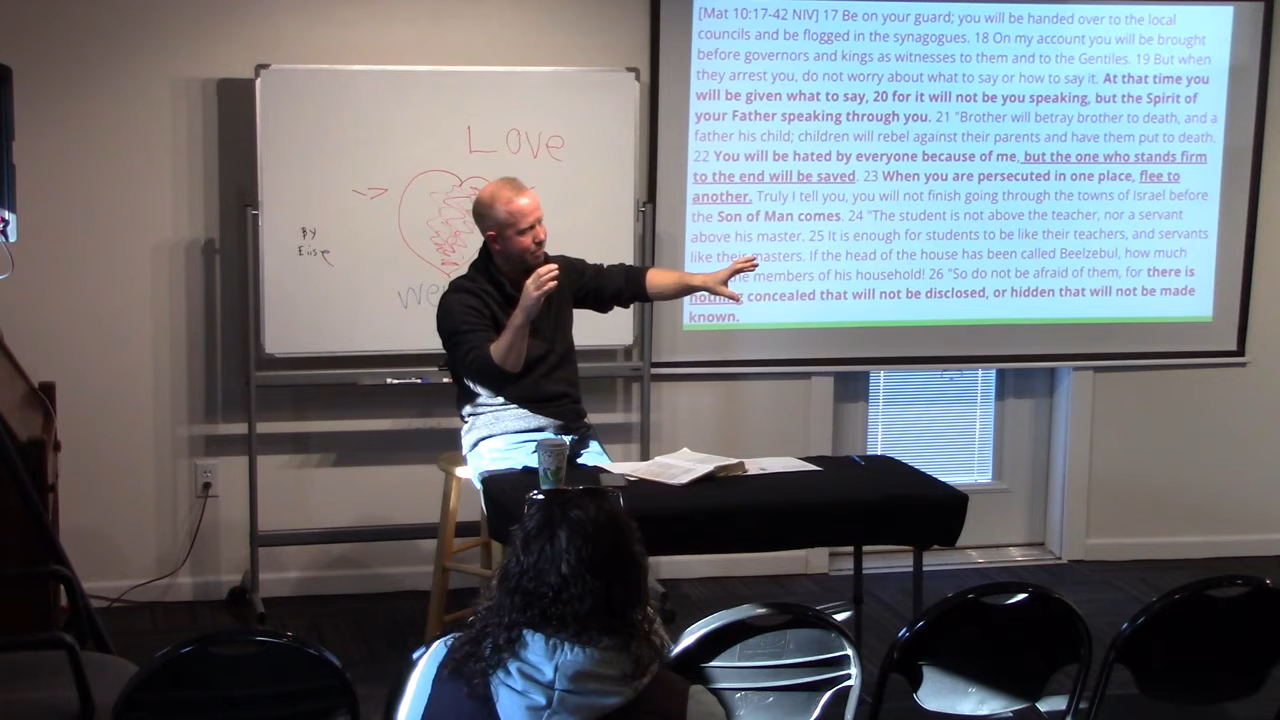 [Mat 10:17-42 NIV] 17 Be on your guard; you will be handed over to the local
councils and be flogged in the synagogues. 18 On my account you will be brought
before governors and kings as witnesses to them and to the Gentiles. 19 But when
they arrest you, do not worry about what to say or how to say it. At that time you
will be given what to say, 20 for it will not be you speaking, but the Spirit of
your Father speaking through you. 21 "Brother will betray brother to death, and a
father his child; children will rebel against their parents and have them put to death.
22 You will be hated by everyone because of me, but the one who stands firm
to the end will be saved. 23 When you are persecuted in one place, flee to
another. Truly I tell you, you will not finish going through the towns of Israel before
the Son of Man comes. 24 "The student is not above the teacher, nor a servant
above his master. 25 It is enough for students to be like their teachers, and servants
like their masters. If the head of the house has been called Beelzebul, how much
the members of his household! 26 "So do not be afraid of them, for there is
nothing concealed that will not be disclosed, or hidden that will not be made
known.
Love
By